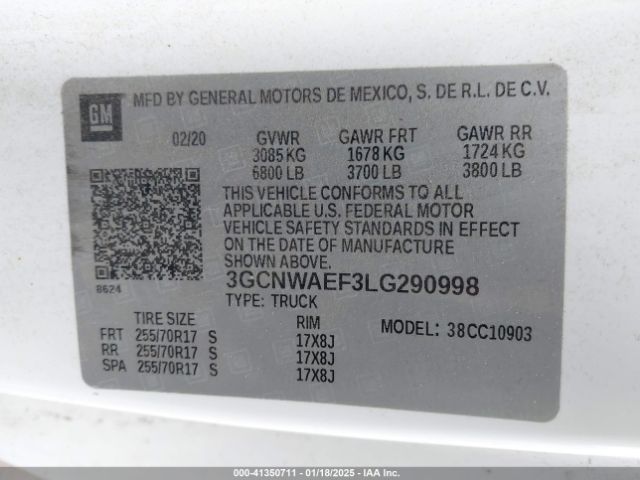 GM
MFD BY GENERAL MOTORS DE MEXICO, S. DE R.L. DE C.V.
02/20 GVWR GAWR FRT GAWR RR
3085 KG 1678 KG 1724 KG
6800 LB 3700 LB 3800 LB
THIS VEHICLE CONFORMS TO ALL
APPLICABLE U.S. FEDERAL MOTOR
VEHICLE SAFETY STANDARDS IN EFFECT
ON THE DATE OF MANUFACTURE
SHOWN ABOVE.
8624
3GCNWAEF3LG290998
TYPE: TRUCK
TIRE SIZE RIM MODEL: 38CC10903
FRT 255/70R17 S 17X8J
RR 255/70R17 S 17X8J
SPA 255/70R17 S 17X8J
000-41350711 - 01/18/2025 - IAA Inc.